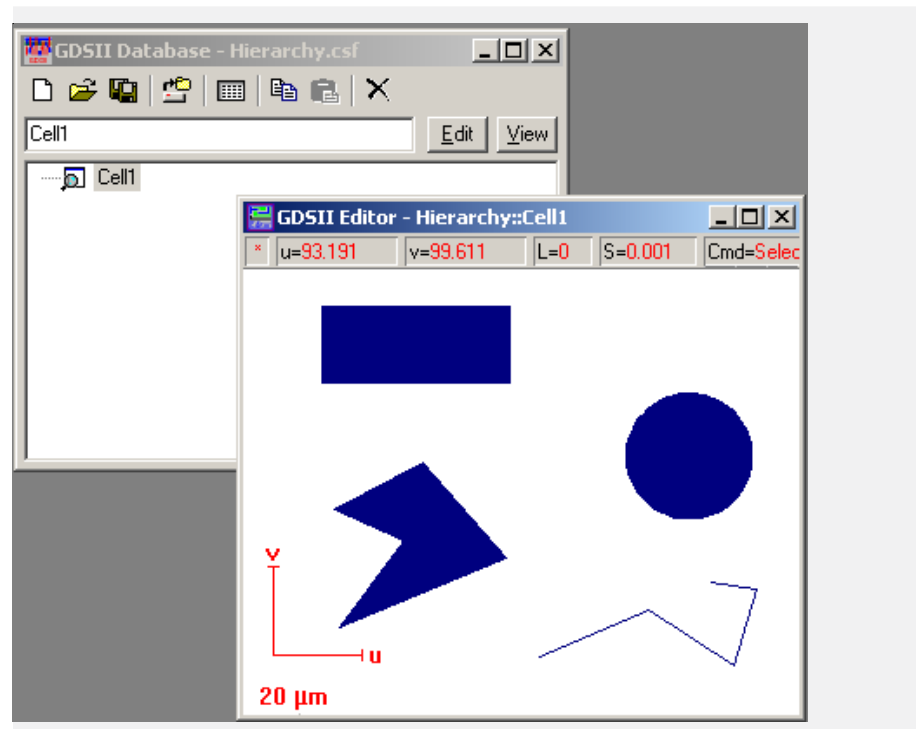 GDSII Database - Hierarchy.csf
Cell1 Edit View
Cell1
GDSII Editor - Hierarchy::Cell1
* u=93.191 v=99.611 L=0 S=0.001 Cmd=Selec
v
u
20 µm